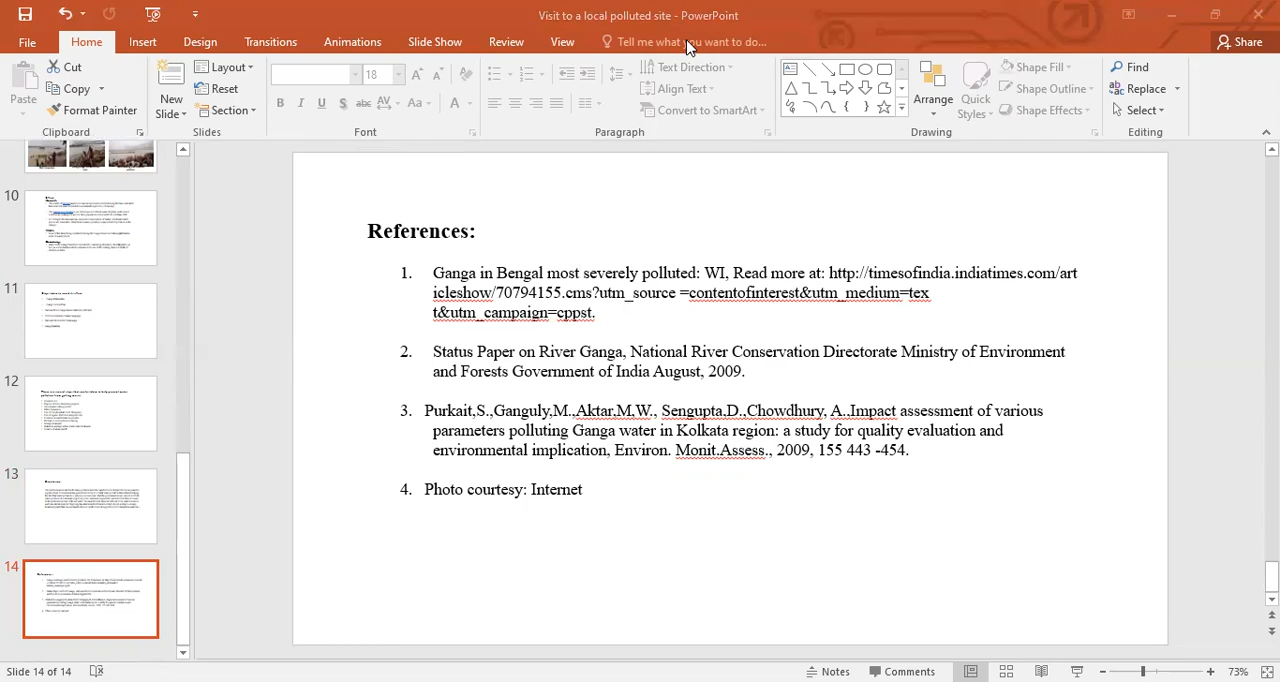 Visit to a local polluted site - PowerPoint
File Home Insert Design Transitions Animations Slide Show Review View Tell me what you want to do... Share
Cut Layout 18 Text Direction Shape Fill Find
Paste Copy New Slide Reset Align Text Arrange Quick Styles Shape Outline Replace
Format Painter Section Convert to SmartArt Shape Effects Select
Clipboard Slides Font Paragraph Drawing Editing
10
11
12
13
14
References:
1. Ganga in Bengal most severely polluted: WI, Read more at: http://timesofindia.indiatimes.com/art
icleshow/70794155.cms?utm_source =contentofinterest&utm_medium=tex
t&utm_campaign=cppst.
2. Status Paper on River Ganga, National River Conservation Directorate Ministry of Environment
and Forests Government of India August, 2009.
3. Purkait,S.,Ganguly,M.,Aktar,M,W., Sengupta,D.,Chowdhury, A.Impact assessment of various
parameters polluting Ganga water in Kolkata region: a study for quality evaluation and
environmental implication, Environ. Monit.Assess., 2009, 155 443 -454.
4. Photo courtesy: Internet
Slide 14 of 14 Notes Comments 73%